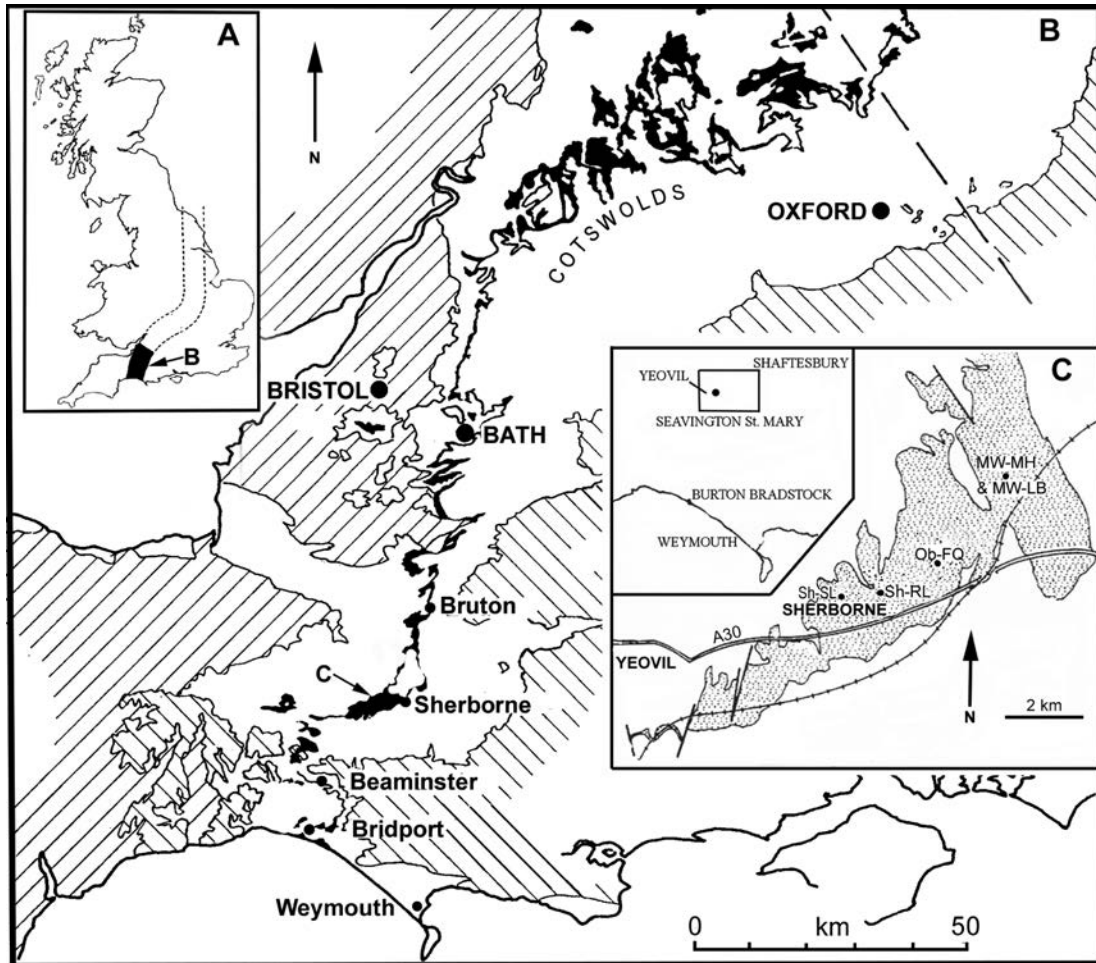 A
N
B
B
COTSWOLDS
OXFORD
BRISTOL
BATH
Bruton
C
Sherborne
Beaminster
Bridport
Weymouth
0 km 50
C
SHAFTESBURY
YEOVIL
SEAVINGTON St. MARY
BURTON BRADSTOCK
WEYMOUTH
MW-MH
& MW-LB
Ob-FQ
Sh-SL
Sh-RL
SHERBORNE
A30
YEOVIL
N
2 km